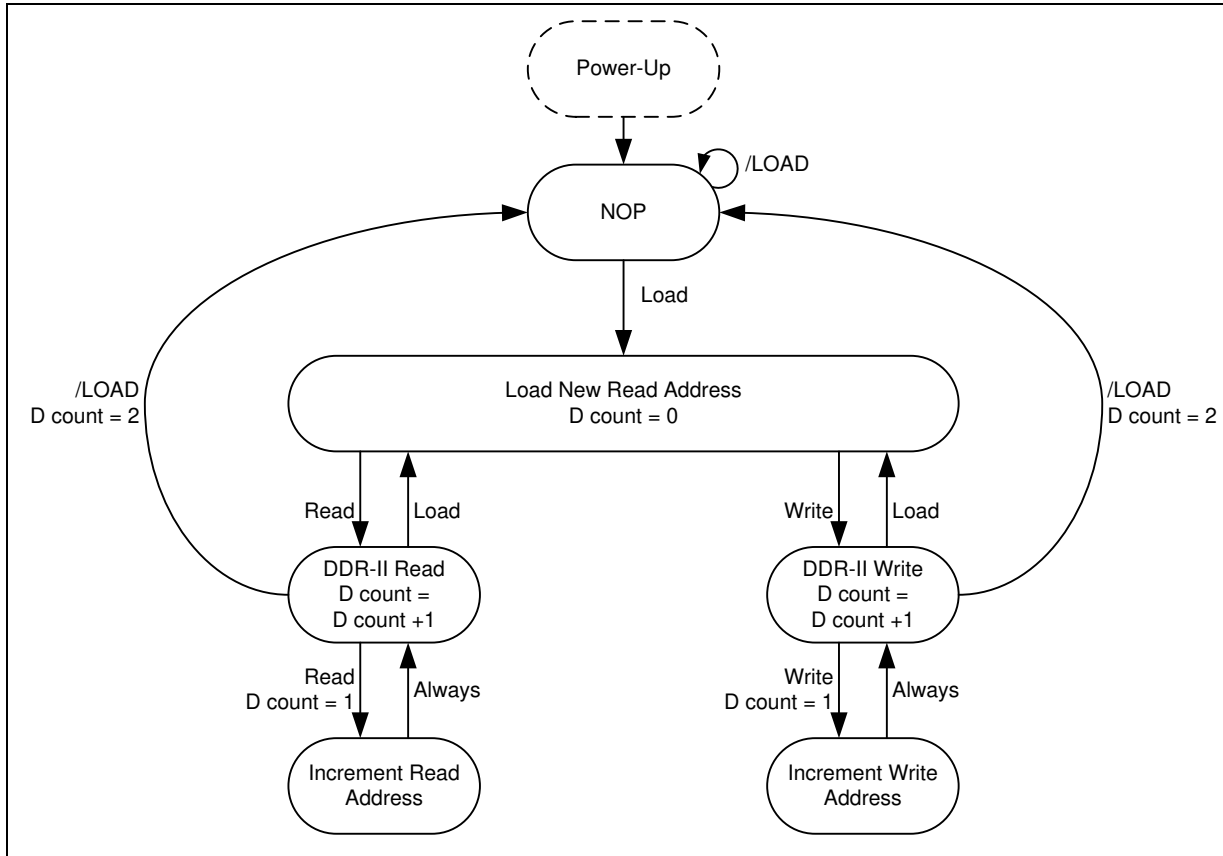 Power-Up
/LOAD
NOP
Load
Load New Read Address
D count = 0
/LOAD
D count = 2
/LOAD
D count = 2
Read
Load
Write
Load
DDR-II Read
D count =
D count +1
DDR-II Write
D count =
D count +1
Read
D count = 1
Always
Write
D count = 1
Always
Increment Read
Address
Increment Write
Address